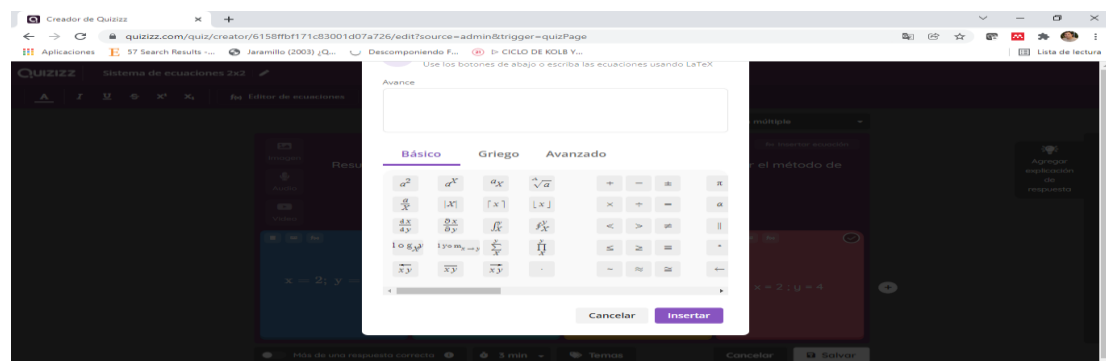 Creador de Quizizz
quizizz.com/quiz/creator/6158ffbf171c83001d07a726/edit?source=admin&trigger=quizPage
Aplicaciones 57 Search Results -... Jaramillo (2003) ¿Q... Descomponiendo F... ▷ CICLO DE KOLB Y... Lista de lectura
QUIZIZZ Sistema de ecuaciones 2x2
Use los botones de abajo o escriba las ecuaciones usando LaTeX
A I U S X² X₂ fx Editor de ecuaciones
Avance
múltiple
Imagen
Audio
Video
Resu
r el método de
Agregar
explicación
de
respuesta
Básico Griego Avanzado
x = 2; y =
x = 2 ; y = 4
Cancelar Insertar
Más de una respuesta correcta 5 min Temas Cancelar Salvar